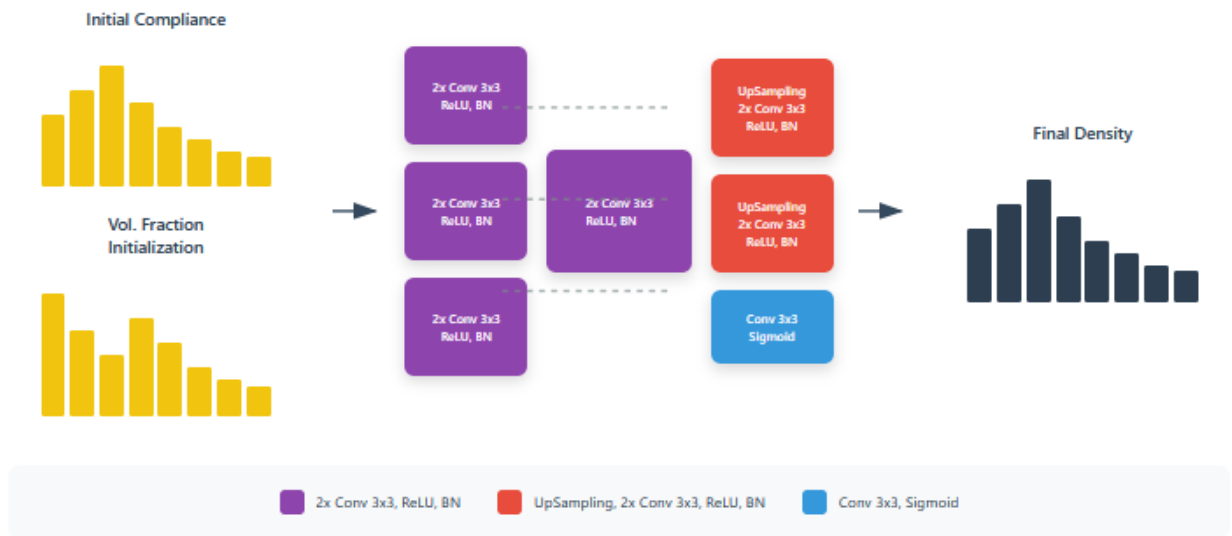 Initial Compliance
Vol. Fraction
Initialization
2x Conv 3x3
ReLU, BN
2x Conv 3x3
ReLU, BN
2x Conv 3x3
ReLU, BN
2x Conv 3x3
ReLU, BN
UpSampling
2x Conv 3x3
ReLU, BN
UpSampling
2x Conv 3x3
ReLU, BN
Conv 3x3
Sigmoid
Final Density
2x Conv 3x3, ReLU, BN
UpSampling, 2x Conv 3x3, ReLU, BN
Conv 3x3, Sigmoid